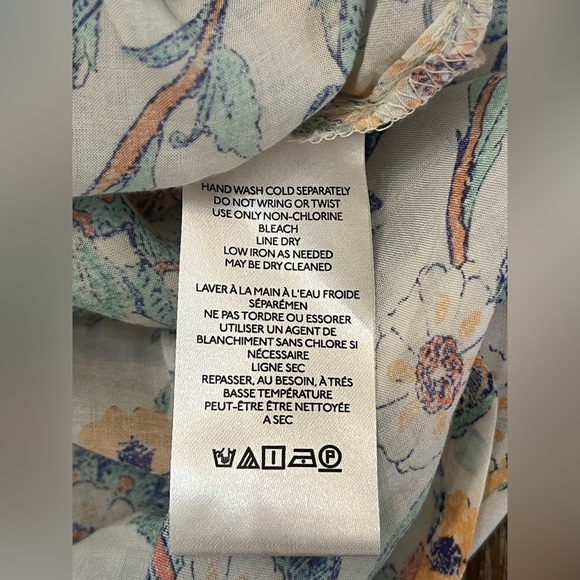 HAND WASH COLD SEPARATELY
DO NOT WRING OR TWIST
USE ONLY NON-CHLORINE
BLEACH
LINE DRY
LOW IRON AS NEEDED
MAY BE DRY CLEANED
LAVER À LA MAIN À L'EAU FROIDE
SÉPARÉMEN
NE PAS TORDRE OU ESSORER
UTILISER UN AGENT DE
BLANCHIMENT SANS CHLORE SI
NÉCESSAIRE
LIGNE SEC
REPASSER, AU BESOIN, À TRÉS
BASSE TEMPÉRATURE
PEUT-ÊTRE ÊTRE NETTOYÉE
A SEC
P